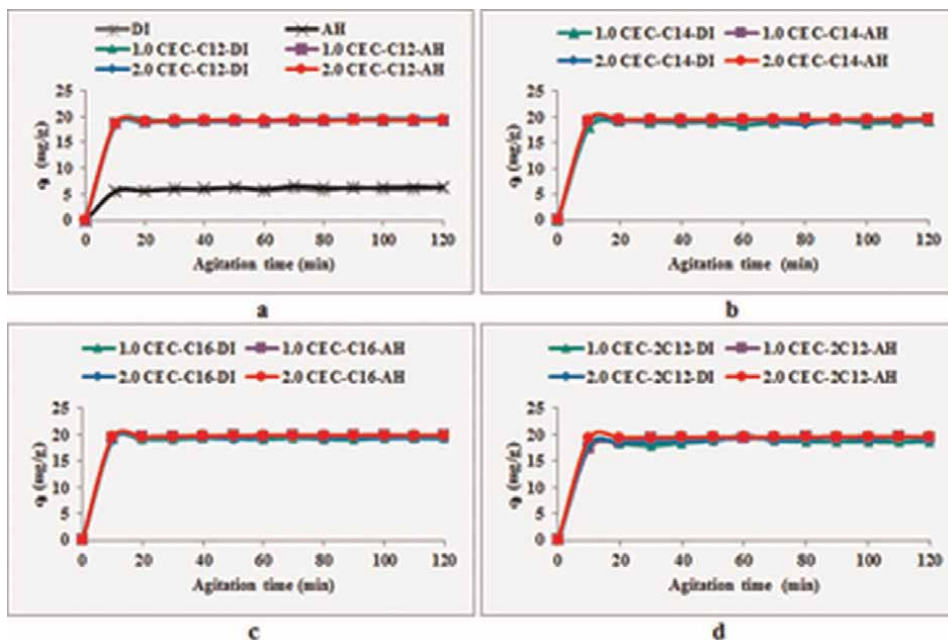 DI AH
1.0 CEC-C12-DI 1.0 CEC-C12-AH
2.0 CEC-C12-DI 2.0 CEC-C12-AH
25
20
15
10
5
0
q (mg/g)
0 20 40 60 80 100 120
Agitation time (min)
a
1.0 CEC-C14-DI 1.0 CEC-C14-AH
2.0 CEC-C14-DI 2.0 CEC-C14-AH
25
20
15
10
5
0
q (mg/g)
0 20 40 60 80 100 120
Agitation time (min)
b
1.0 CEC-C16-DI 1.0 CEC-C16-AH
2.0 CEC-C16-DI 2.0 CEC-C16-AH
25
20
15
10
5
0
q (mg/g)
0 20 40 60 80 100 120
Agitation time (min)
c
1.0 CEC-2C12-DI 1.0 CEC-2C12-AH
2.0 CEC-2C12-DI 2.0 CEC-2C12-AH
25
20
15
10
5
0
q (mg/g)
0 20 40 60 80 100 120
Agitation time (min)
d